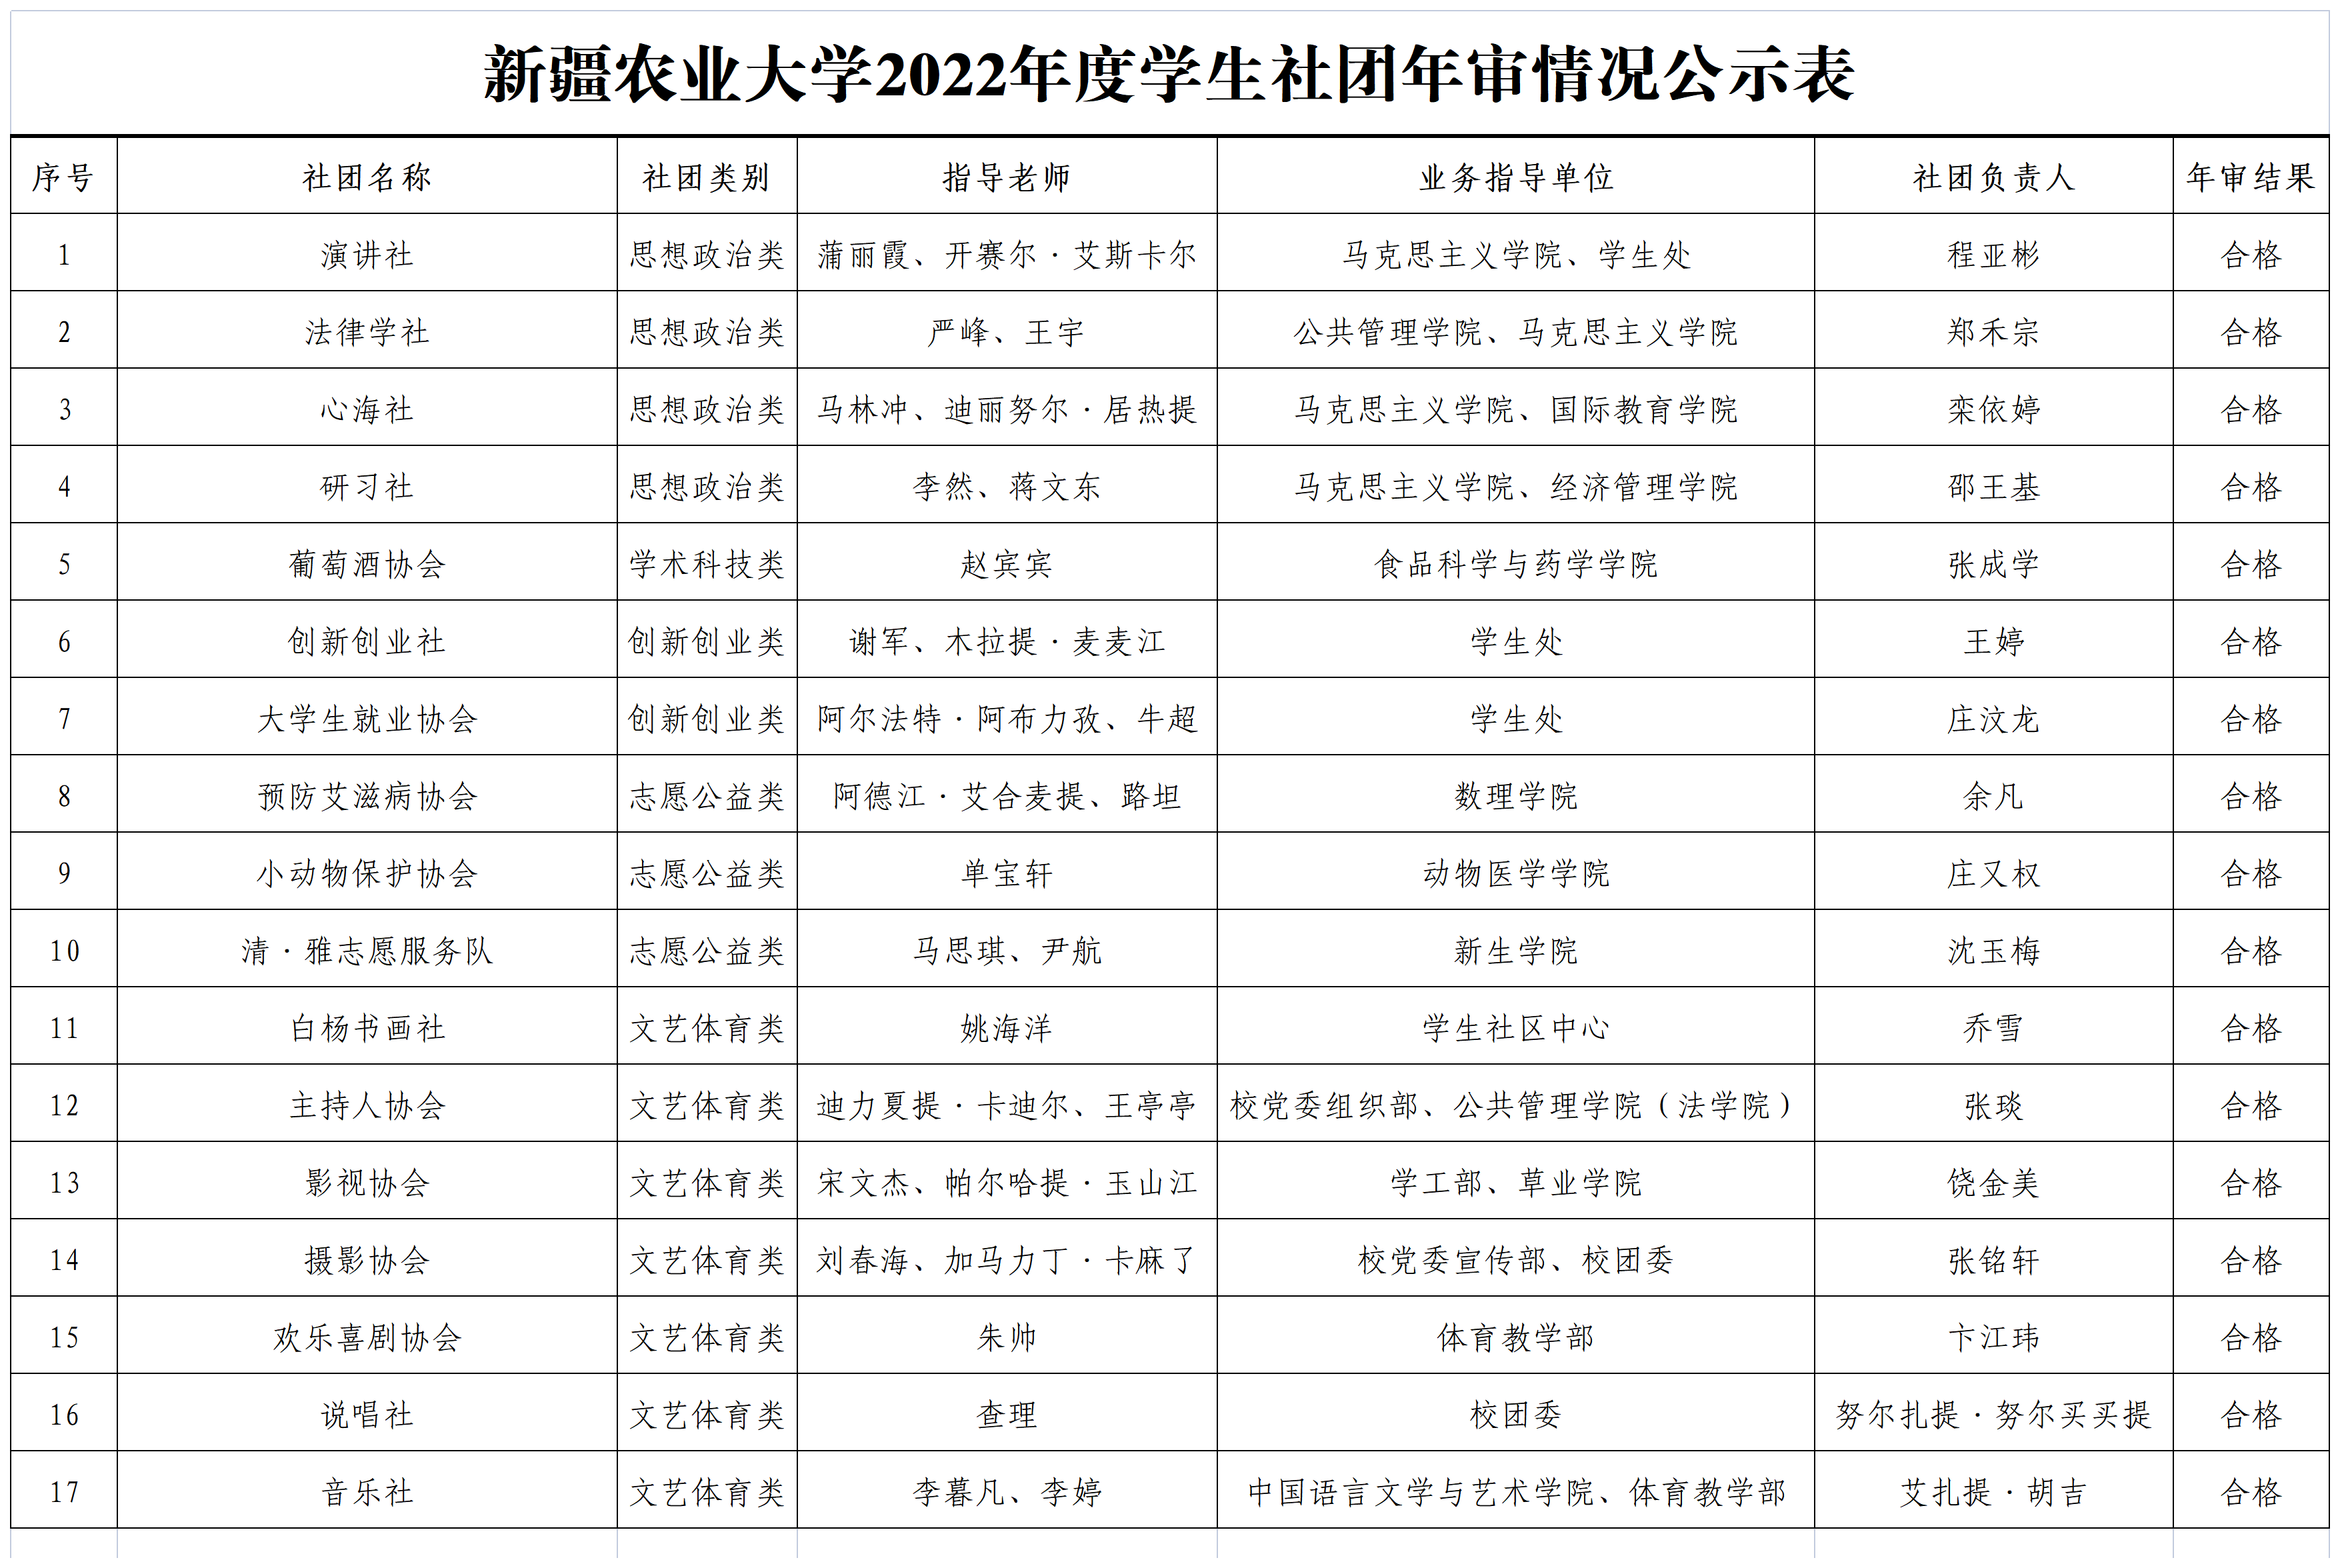 新疆农业大学2022年度学生社团年审情况公示表
序号 社团名称 社团类别 指导老师 业务指导单位 社团负责人 年审结果
1 演讲社 思想政治类 蒲丽霞、开赛尔·艾斯卡尔 马克思主义学院、学生处 程亚彬 合格
2 法律学社 思想政治类 严峰、王宇 公共管理学院、马克思主义学院 郑禾宗 合格
3 心海社 思想政治类 马林冲、迪丽努尔·居热提 马克思主义学院、国际教育学院 栾依婷 合格
4 研习社 思想政治类 李然、蒋文东 马克思主义学院、经济管理学院 邵王基 合格
5 葡萄酒协会 学术科技类 赵宾宾 食品科学与药学学院 张成学 合格
6 创新创业社 创新创业类 谢军、木拉提·麦麦江 学生处 王婷 合格
7 大学生就业协会 创新创业类 阿尔法特·阿布力孜、牛超 学生处 庄汶龙 合格
8 预防艾滋病协会 志愿公益类 阿德江·艾合麦提、路坦 数理学院 余凡 合格
9 小动物保护协会 志愿公益类 单宝轩 动物医学学院 庄又权 合格
10 清·雅志愿服务队 志愿公益类 马思琪、尹航 新生学院 沈玉梅 合格
11 白杨书画社 文艺体育类 姚海洋 学生社区中心 乔雪 合格
12 主持人协会 文艺体育类 迪力夏提·卡迪尔、王亭亭 校党委组织部、公共管理学院（法学院） 张琰 合格
13 影视协会 文艺体育类 宋文杰、帕尔哈提·玉山江 学工部、草业学院 饶金美 合格
14 摄影协会 文艺体育类 刘春海、加马力丁·卡麻了 校党委宣传部、校团委 张铭轩 合格
15 欢乐喜剧协会 文艺体育类 朱帅 体育教学部 卞江玮 合格
16 说唱社 文艺体育类 查理 校团委 努尔扎提·努尔买买提 合格
17 音乐社 文艺体育类 李暮凡、李婷 中国语言文学与艺术学院、体育教学部 艾扎提·胡吉 合格